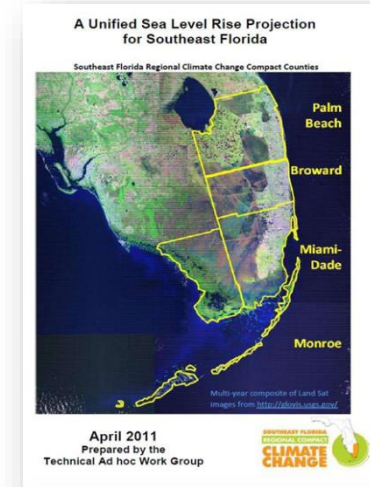 A Unified Sea Level Rise Projection
for Southeast Florida
Southeast Florida Regional Climate Change Compact Counties
Palm
Beach
Broward
Miami-
Dade
Monroe
Multi-year composite of Land Sat
images from http://glovis.usgs.gov/
April 2011
Prepared by the
Technical Ad hoc Work Group
SOUTHEAST FLORIDA
REGIONAL COMPACT
CLIMATE
CHANGE